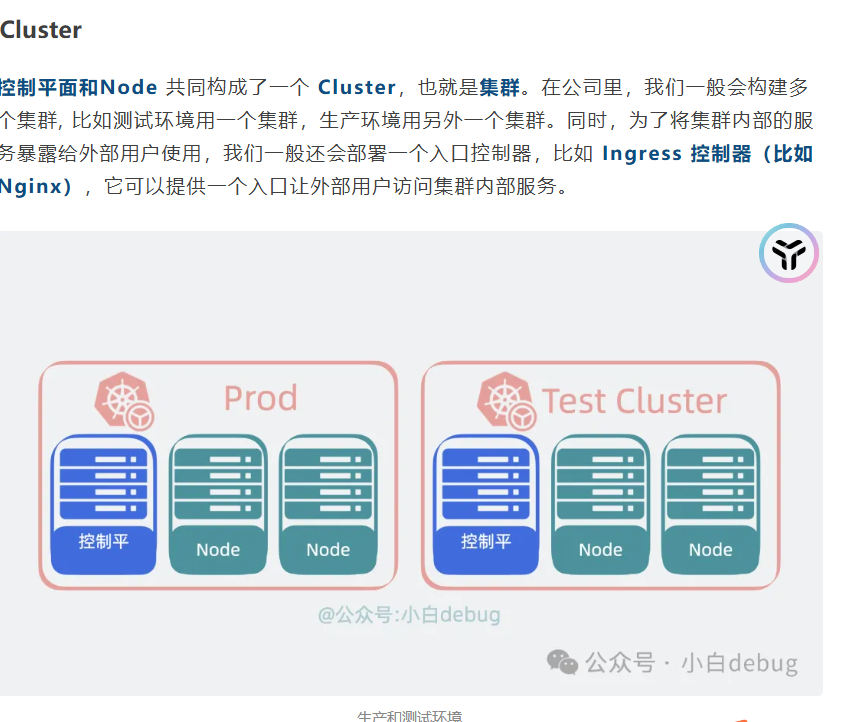 Cluster
控制平面和Node 共同构成了一个 Cluster，也就是集群。在公司里，我们一般会构建多
个集群, 比如测试环境用一个集群，生产环境用另外一个集群。同时，为了将集群内部的服
务暴露给外部用户使用，我们一般还会部署一个入口控制器，比如 Ingress 控制器（比如
Nginx），它可以提供一个入口让外部用户访问集群内部服务。
Prod
控制平
Node
Node
Test Cluster
控制平
Node
Node
@公众号:小白debug
公众号 · 小白debug
生产和测试环境